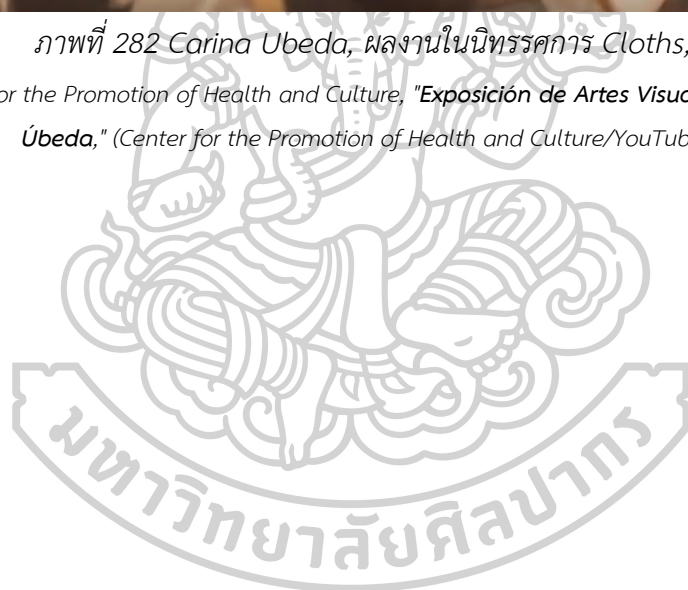 ภาพที่ 282 Carina Ubeda, ผลงานในนิทรรศการ Cloths,
or the Promotion of Health and Culture, "Exposición de Artes Visua
Úbeda," (Center for the Promotion of Health and Culture/YouTub
มหาวิทยาลัยศิลปากร